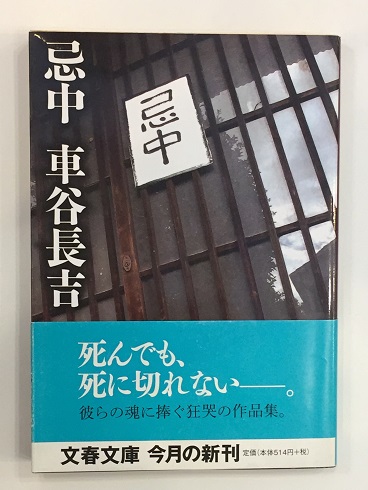 忌中 車谷長吉
忌中
死んでも、
死に切れない――。
彼らの魂に捧ぐ狂哭の作品集。
文春文庫 今月の新刊 定価(本体514円+税)